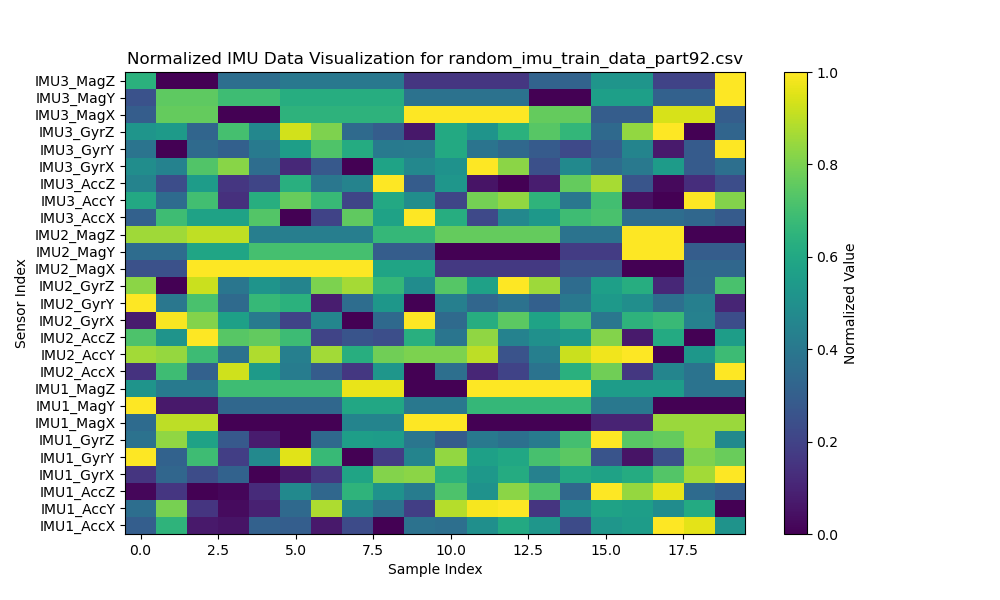 Normalized IMU Data Visualization for random_imu_train_data_part92.csv
IMU3_MagZ
IMU3_MagY
IMU3_MagX
IMU3_GyrZ
IMU3_GyrY
IMU3_GyrX
IMU3_AccZ
IMU3_AccY
IMU3_AccX
IMU2_MagZ
IMU2_MagY
IMU2_MagX
IMU2_GyrZ
IMU2_GyrY
IMU2_GyrX
IMU2_AccZ
IMU2_AccY
IMU2_AccX
IMU1_MagZ
IMU1_MagY
IMU1_MagX
IMU1_GyrZ
IMU1_GyrY
IMU1_GyrX
IMU1_AccZ
IMU1_AccY
IMU1_AccX
Sensor Index
0.0 2.5 5.0 7.5 10.0 12.5 15.0 17.5
Sample Index
1.0
0.8
0.6
0.4
0.2
0.0
Normalized Value